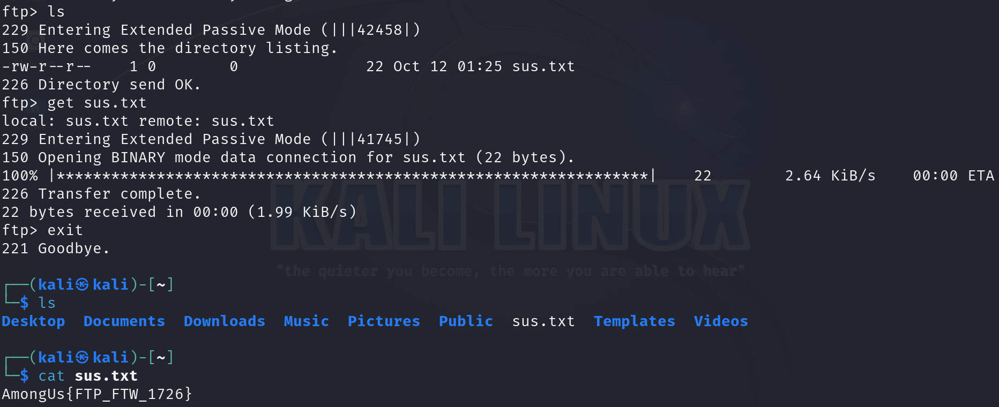 ftp> ls
229 Entering Extended Passive Mode (|||42458|)
150 Here comes the directory listing.
-rw-r--r--    1 0        0              22 Oct 12 01:25 sus.txt
226 Directory send OK.
ftp> get sus.txt
local: sus.txt remote: sus.txt
229 Entering Extended Passive Mode (|||41745|)
150 Opening BINARY mode data connection for sus.txt (22 bytes).
100% |*****************************************************************|    22        2.64 KiB/s    00:00 ETA
226 Transfer complete.
22 bytes received in 00:00 (1.99 KiB/s)
ftp> exit
221 Goodbye.
KALI LINUX
"the quieter you become, the more you are able to hear"
┌──(kali㉿kali)-[~]
└─$ ls
Desktop  Documents  Downloads  Music  Pictures  Public  sus.txt  Templates  Videos
┌──(kali㉿kali)-[~]
└─$ cat sus.txt
AmongUs{FTP_FTW_1726}